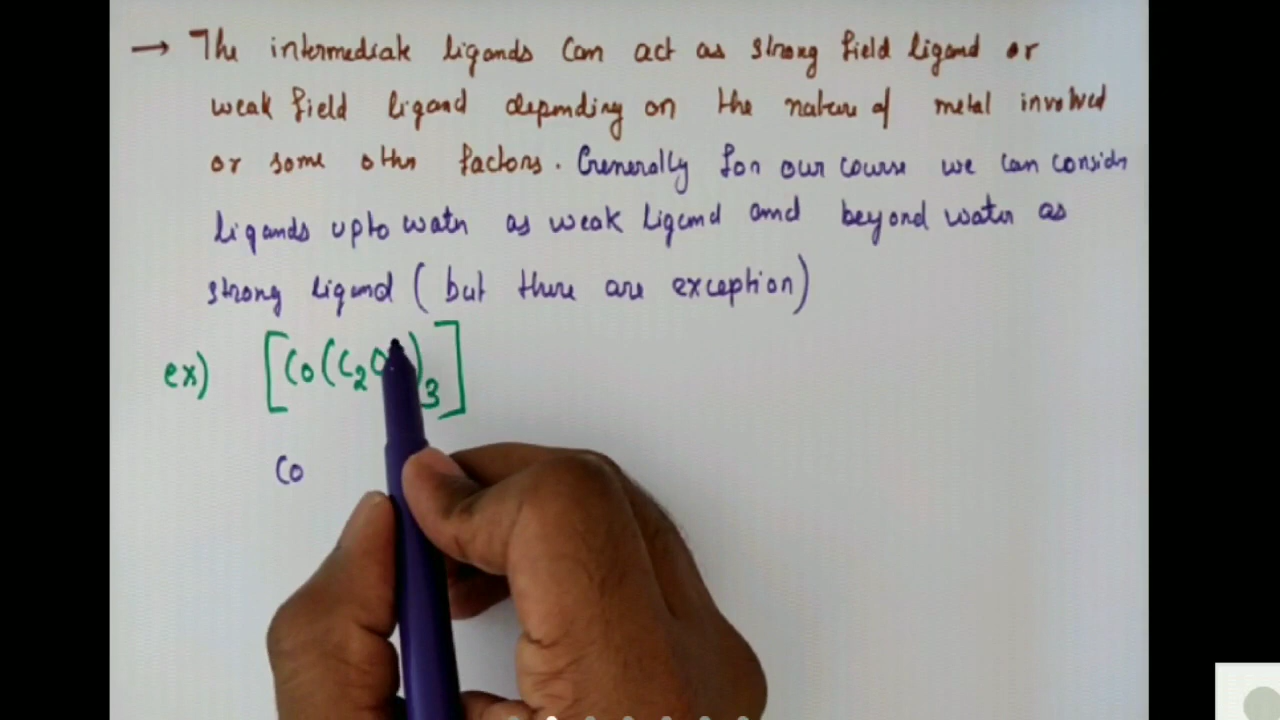 → The intermediate ligands can act as strong field ligand or
weak field ligand depending on the nature of metal involved
or some other factors. Generally for our course we can consider
ligands upto water as weak ligand and beyond water as
strong ligand (but there are exception)
ex) [Co(C2O )3]
Co